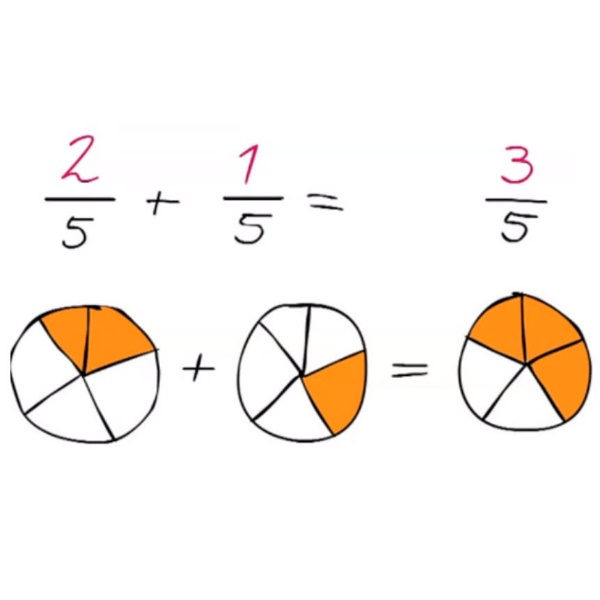 2/5 + 1/5 = 3/5
+ =